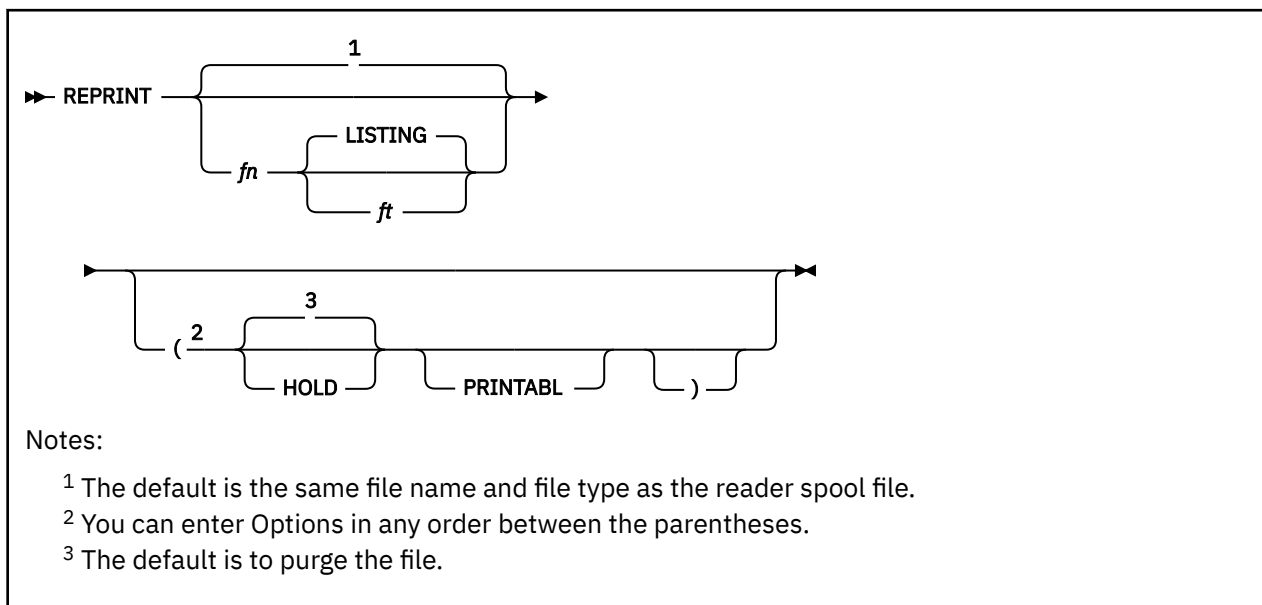 1
REPRINT
LISTING
fn
ft
3
( 2
HOLD PRINTABL )
Notes:
1 The default is the same file name and file type as the reader spool file.
2 You can enter Options in any order between the parentheses.
3 The default is to purge the file.